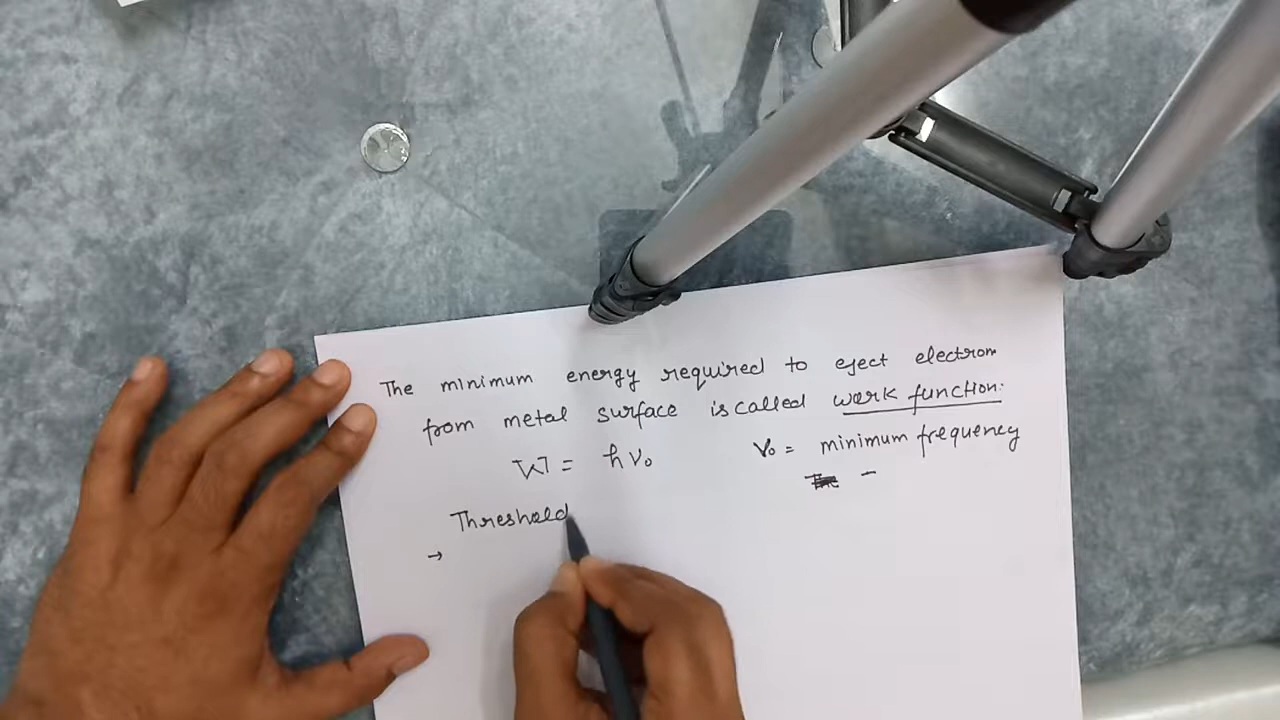 The minimum energy required to eject electron
from metal surface is called work function.
W = hν₀ ν₀ = minimum frequency
Threshold
→